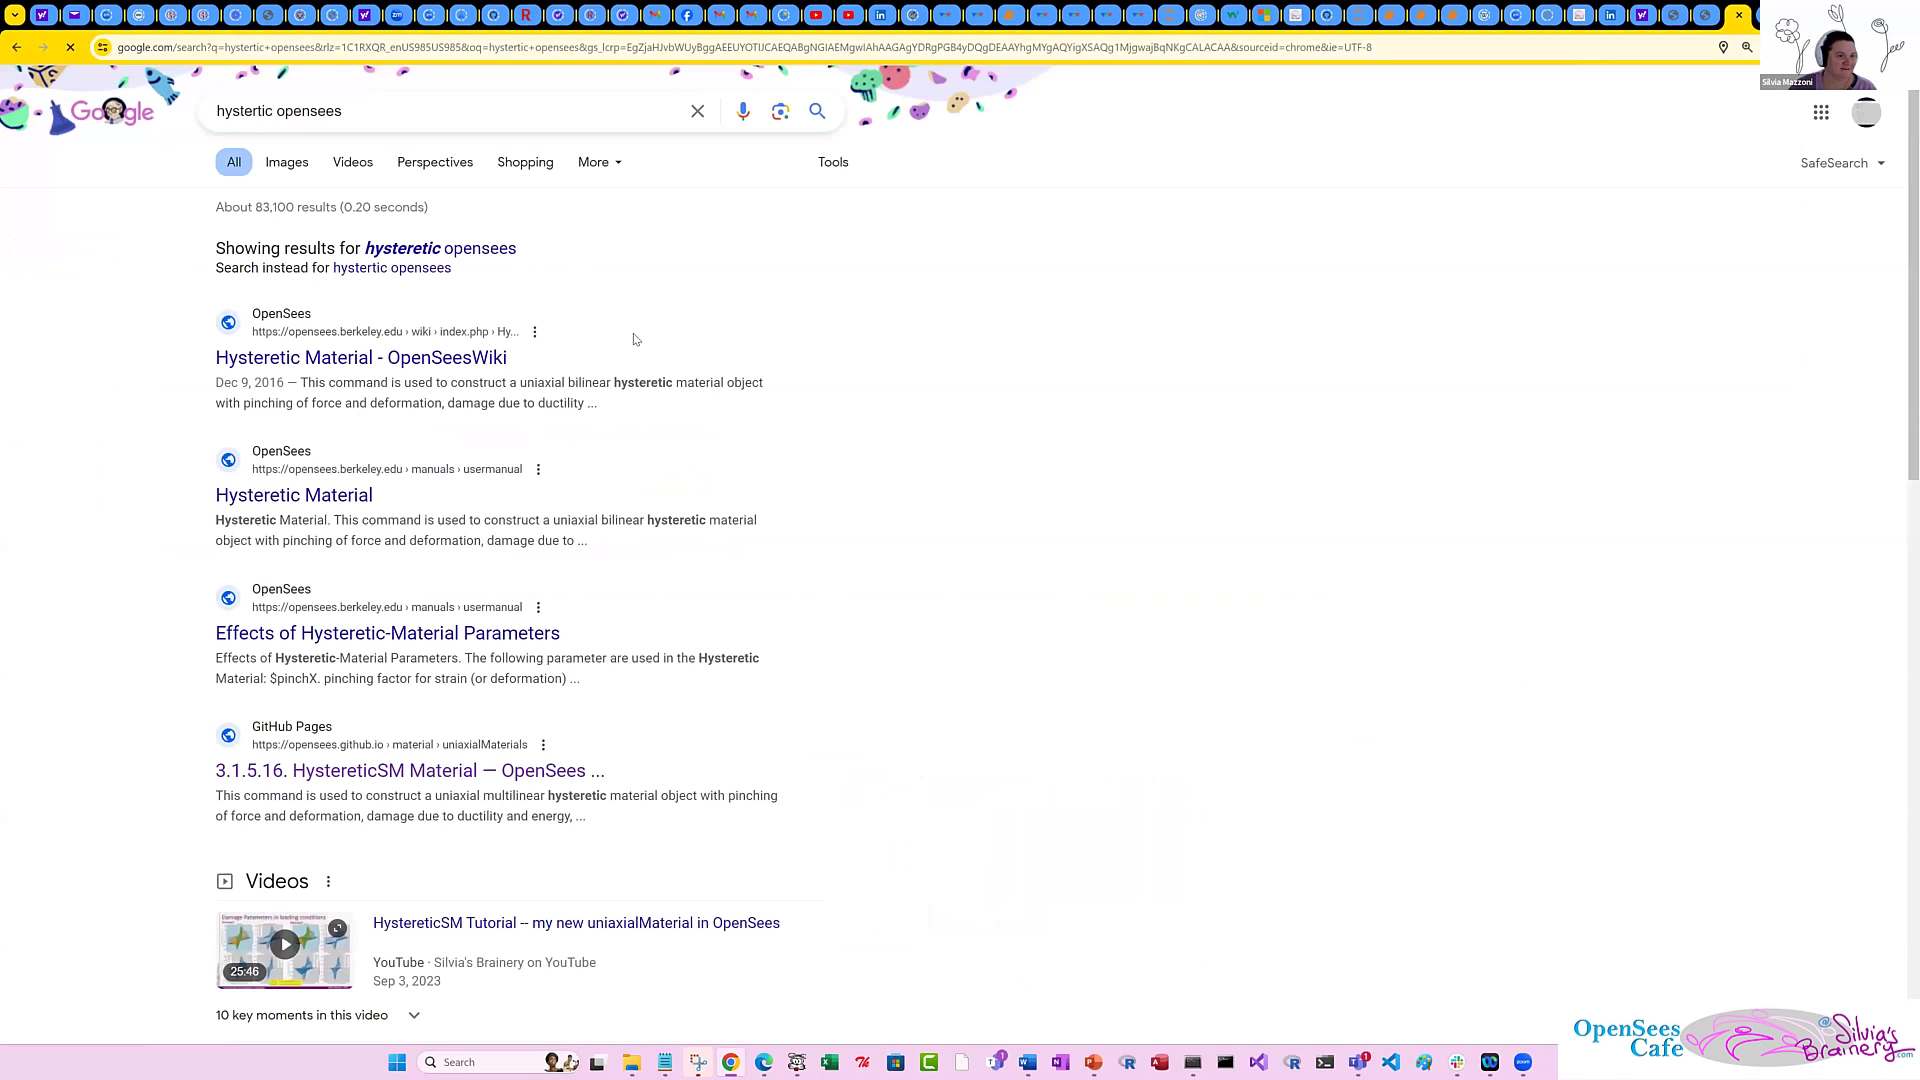 google.com/search?q=hystertic+opensees&rlz=1C1RXQR_enUS985US985&oq=hystertic+opensees&gs_lcrp=EgZjaHJvbWUyBggAEEUYOTIJCAEQABgNGIAEMgwIAhAAGAgYDRgPGB4yDQgDEAAYhgMYgAQYigXSAQg1MjgwajBqNKgCALACAA&sourceid=chrome&ie=UTF-8
Silvia Mazzoni
Google
hystertic opensees
All
Images
Videos
Perspectives
Shopping
More
Tools
SafeSearch
About 83,100 results (0.20 seconds)
Showing results for hysteretic opensees
Search instead for hystertic opensees
OpenSees
https://opensees.berkeley.edu › wiki › index.php › Hy...
Hysteretic Material - OpenSeesWiki
Dec 9, 2016 — This command is used to construct a uniaxial bilinear hysteretic material object
with pinching of force and deformation, damage due to ductility ...
OpenSees
https://opensees.berkeley.edu › manuals › usermanual
Hysteretic Material
Hysteretic Material. This command is used to construct a uniaxial bilinear hysteretic material
object with pinching of force and deformation, damage due to ...
OpenSees
https://opensees.berkeley.edu › manuals › usermanual
Effects of Hysteretic-Material Parameters
Effects of Hysteretic-Material Parameters. The following parameter are used in the Hysteretic
Material: $pinchX. pinching factor for strain (or deformation) ...
GitHub Pages
https://opensees.github.io › material › uniaxialMaterials
3.1.5.16. HystereticSM Material — OpenSees ...
This command is used to construct a uniaxial multilinear hysteretic material object with pinching
of force and deformation, damage due to ductility and energy, ...
Videos
Damage Parameters in loading conditions
25:46
HystereticSM Tutorial -- my new uniaxialMaterial in OpenSees
YouTube · Silvia's Brainery on YouTube
Sep 3, 2023
10 key moments in this video
OpenSees
Cafe
@
Silvia's
Brainery.com
Search